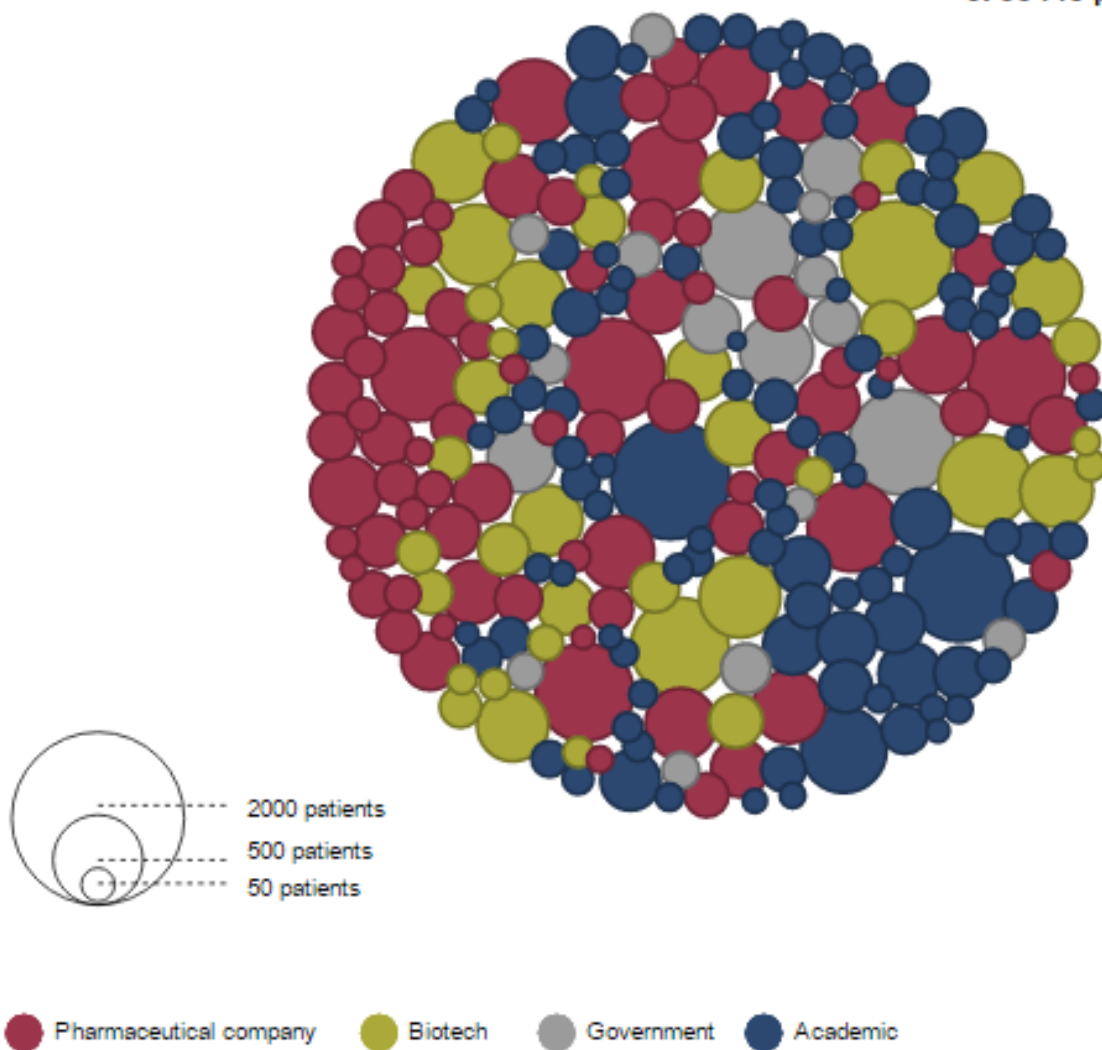 2000 patients
500 patients
50 patients
Pharmaceutical company Biotech Government Academic